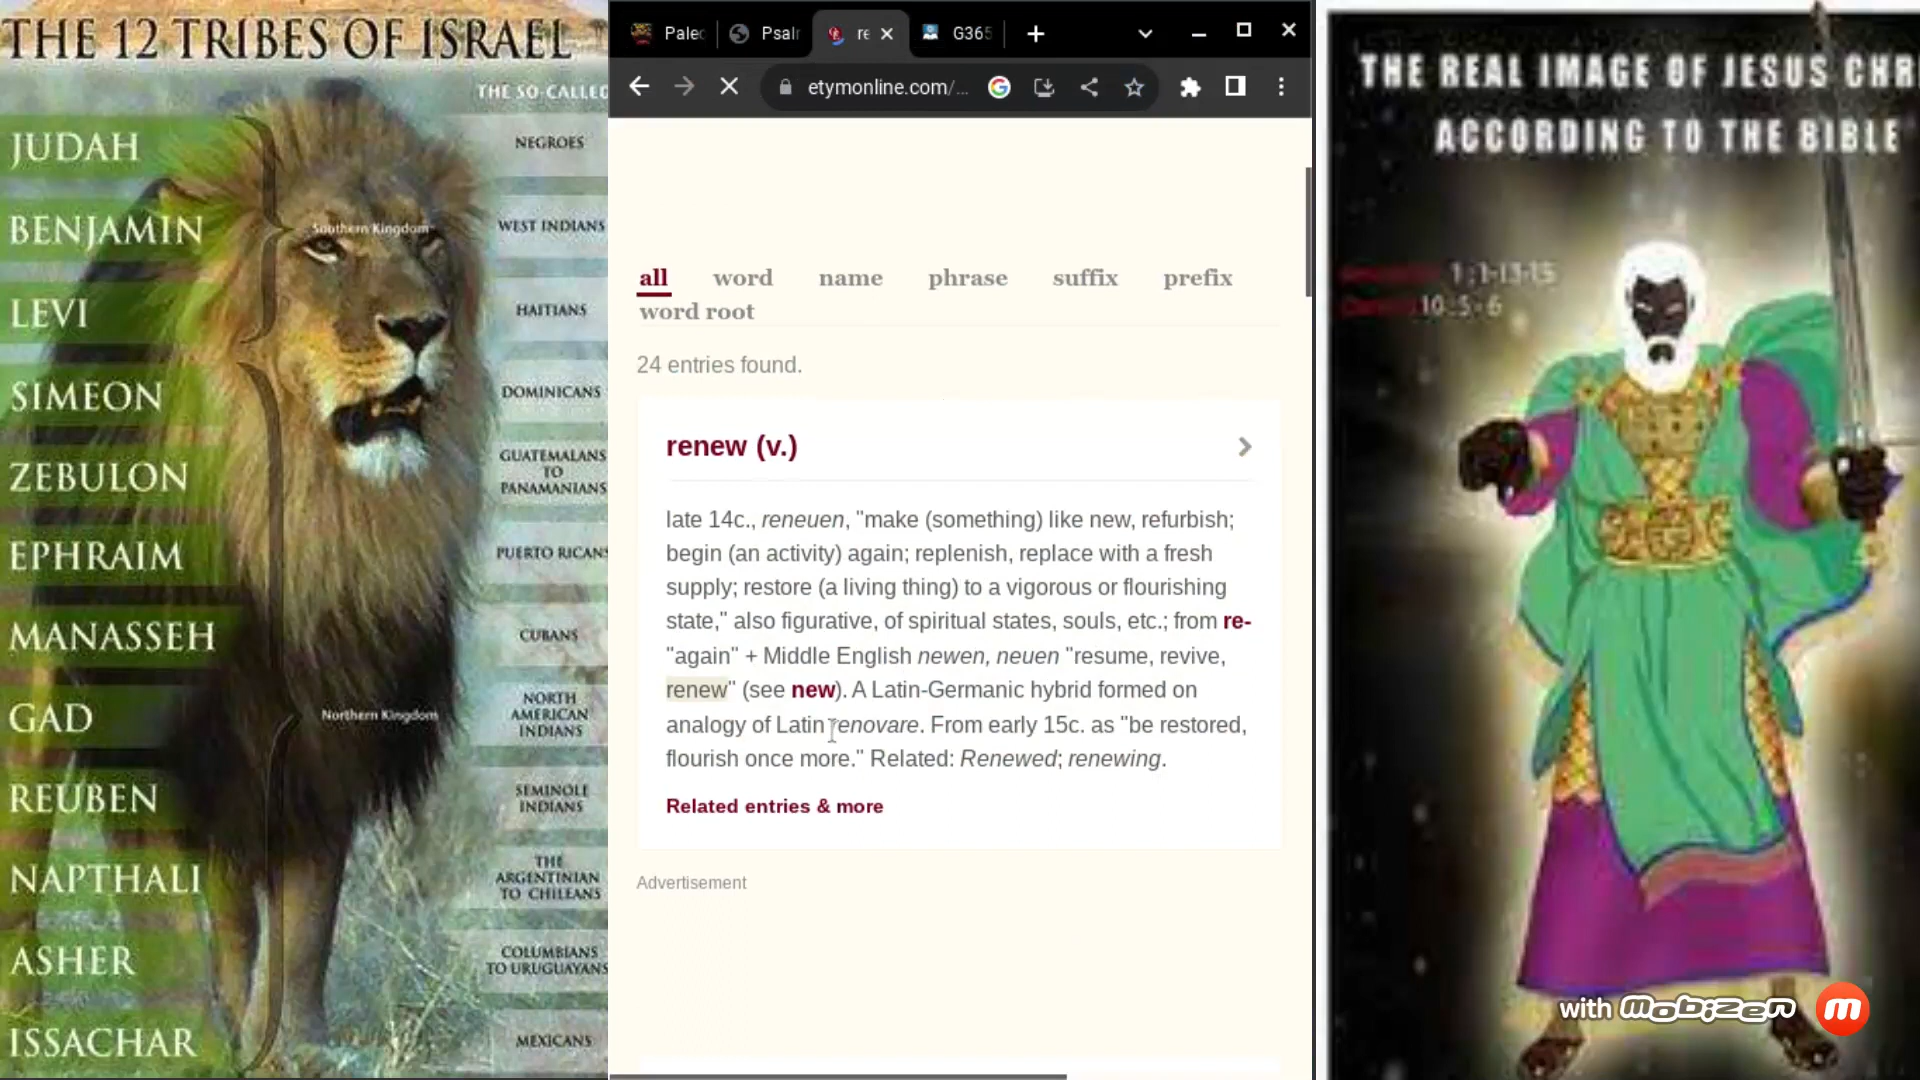 THE 12 TRIBES OF ISRAEL
THE SO-CALLED
JUDAH
NEGROES
BENJAMIN
Southern Kingdom
WEST INDIANS
LEVI
HAITIANS
SIMEON
DOMINICANS
ZEBULON
GUATEMALANS
TO
PANAMANIANS
EPHRAIM
PUERTO RICANS
MANASSEH
CUBANS
GAD
Northern Kingdom
NORTH
AMERICAN
INDIANS
REUBEN
SEMINOLE
INDIANS
NAPTHALI
THE
ARGENTINIAN
TO CHILEANS
ASHER
COLUMBIANS
TO URUGUAYANS
ISSACHAR
MEXICANS
Paleo
Psalm
re
G365
etymonline.com/...
all word name phrase suffix prefix
word root
24 entries found.
renew (v.)
late 14c., reneuen, "make (something) like new, refurbish;
begin (an activity) again; replenish, replace with a fresh
supply; restore (a living thing) to a vigorous or flourishing
state," also figurative, of spiritual states, souls, etc.; from re-
"again" + Middle English newen, neuen "resume, revive,
renew" (see new). A Latin-Germanic hybrid formed on
analogy of Latin renovare. From early 15c. as "be restored,
flourish once more." Related: Renewed; renewing.
Related entries & more
Advertisement
THE REAL IMAGE OF JESUS CHRI
ACCORDING TO THE BIBLE
1:1-13-15
10:5-6
with mobizen
m